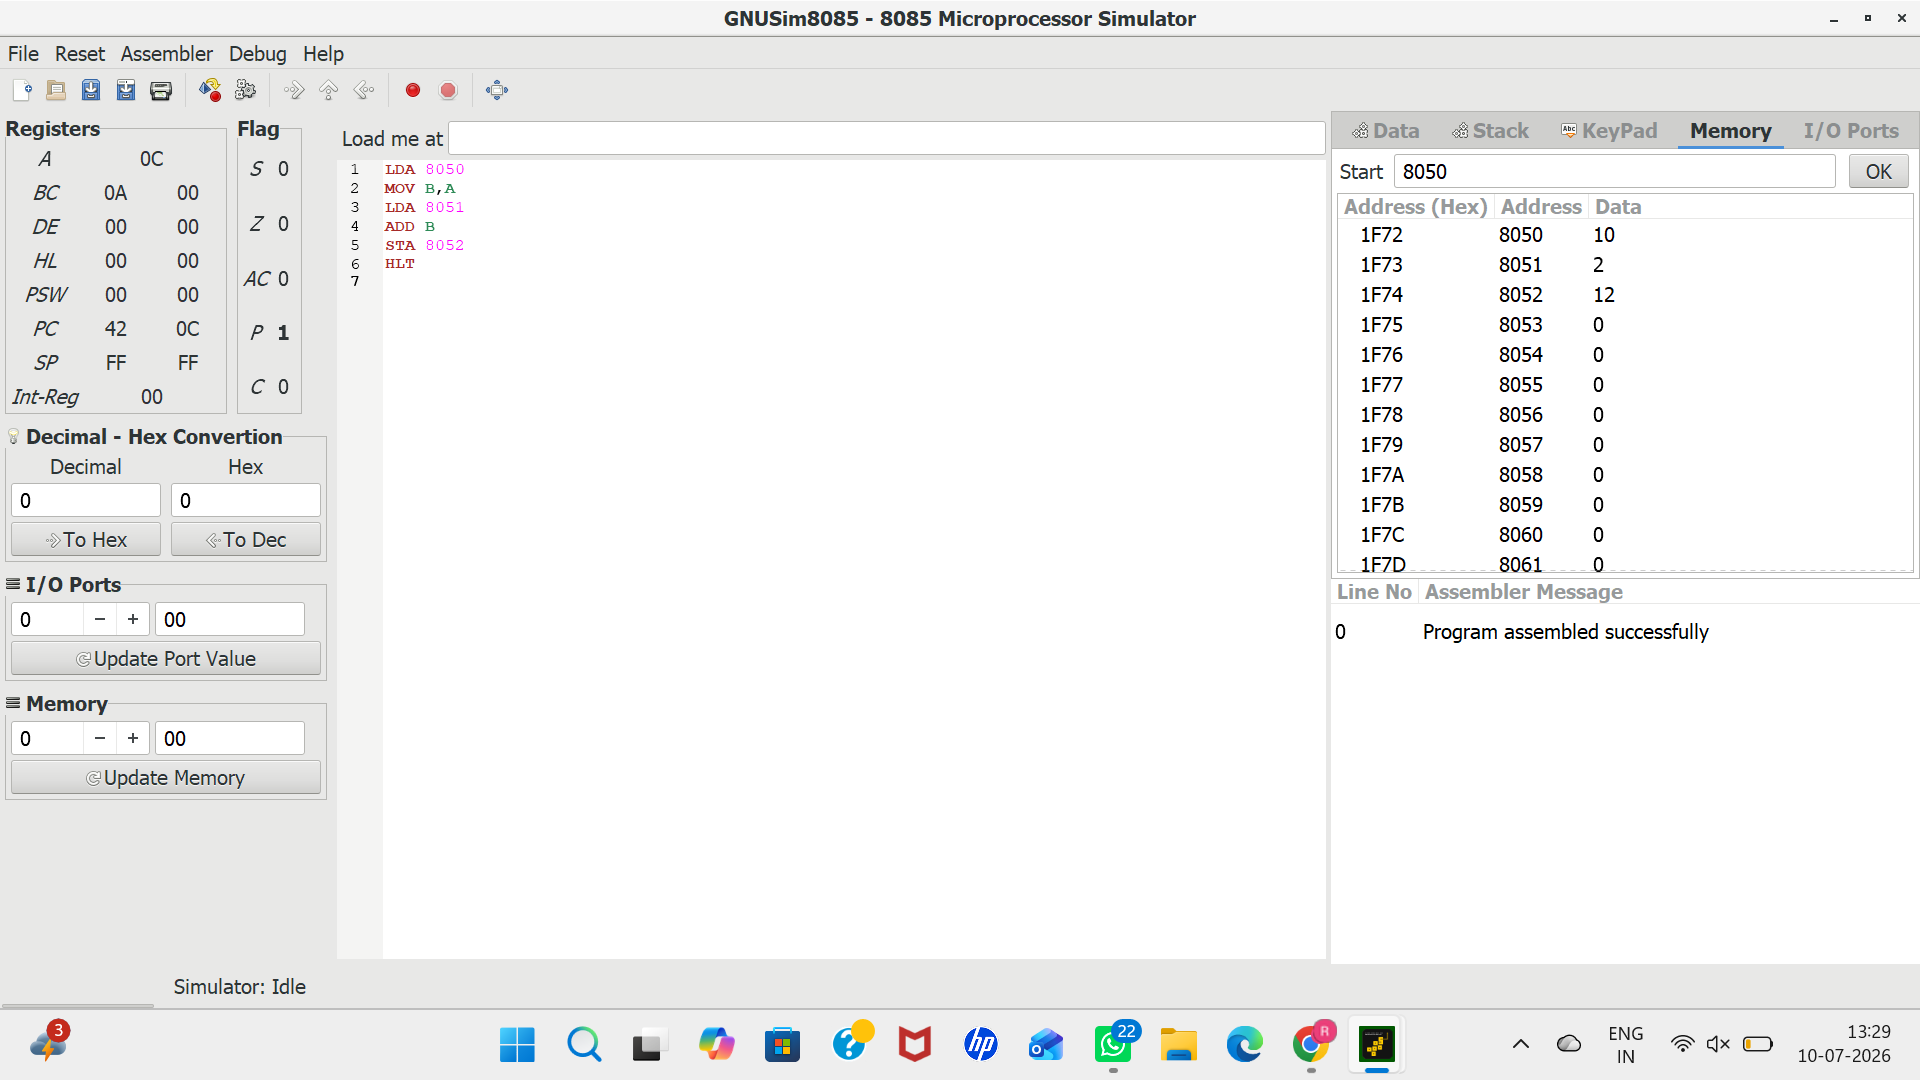 GNUSim8085 - 8085 Microprocessor Simulator
File Reset Assembler Debug Help
Registers
A 0C
BC 0A 00
DE 00 00
HL 00 00
PSW 00 00
PC 42 0C
SP FF FF
Int-Reg 00
Flag
S 0
Z 0
AC 0
P 1
C 0
Decimal - Hex Convertion
Decimal Hex
0 0
To Hex To Dec
I/O Ports
0 − + 00
Update Port Value
Memory
0 − + 00
Update Memory
Load me at
1 LDA 8050
2 MOV B,A
3 LDA 8051
4 ADD B
5 STA 8052
6 HLT
7
Data Stack Abc KeyPad Memory I/O Ports
Start 8050 OK
Address (Hex) Address Data
1F72 8050 10
1F73 8051 2
1F74 8052 12
1F75 8053 0
1F76 8054 0
1F77 8055 0
1F78 8056 0
1F79 8057 0
1F7A 8058 0
1F7B 8059 0
1F7C 8060 0
1F7D 8061 0
Line No Assembler Message
0 Program assembled successfully
Simulator: Idle
3
hp
22
R
ENG
IN
13:29
10-07-2026